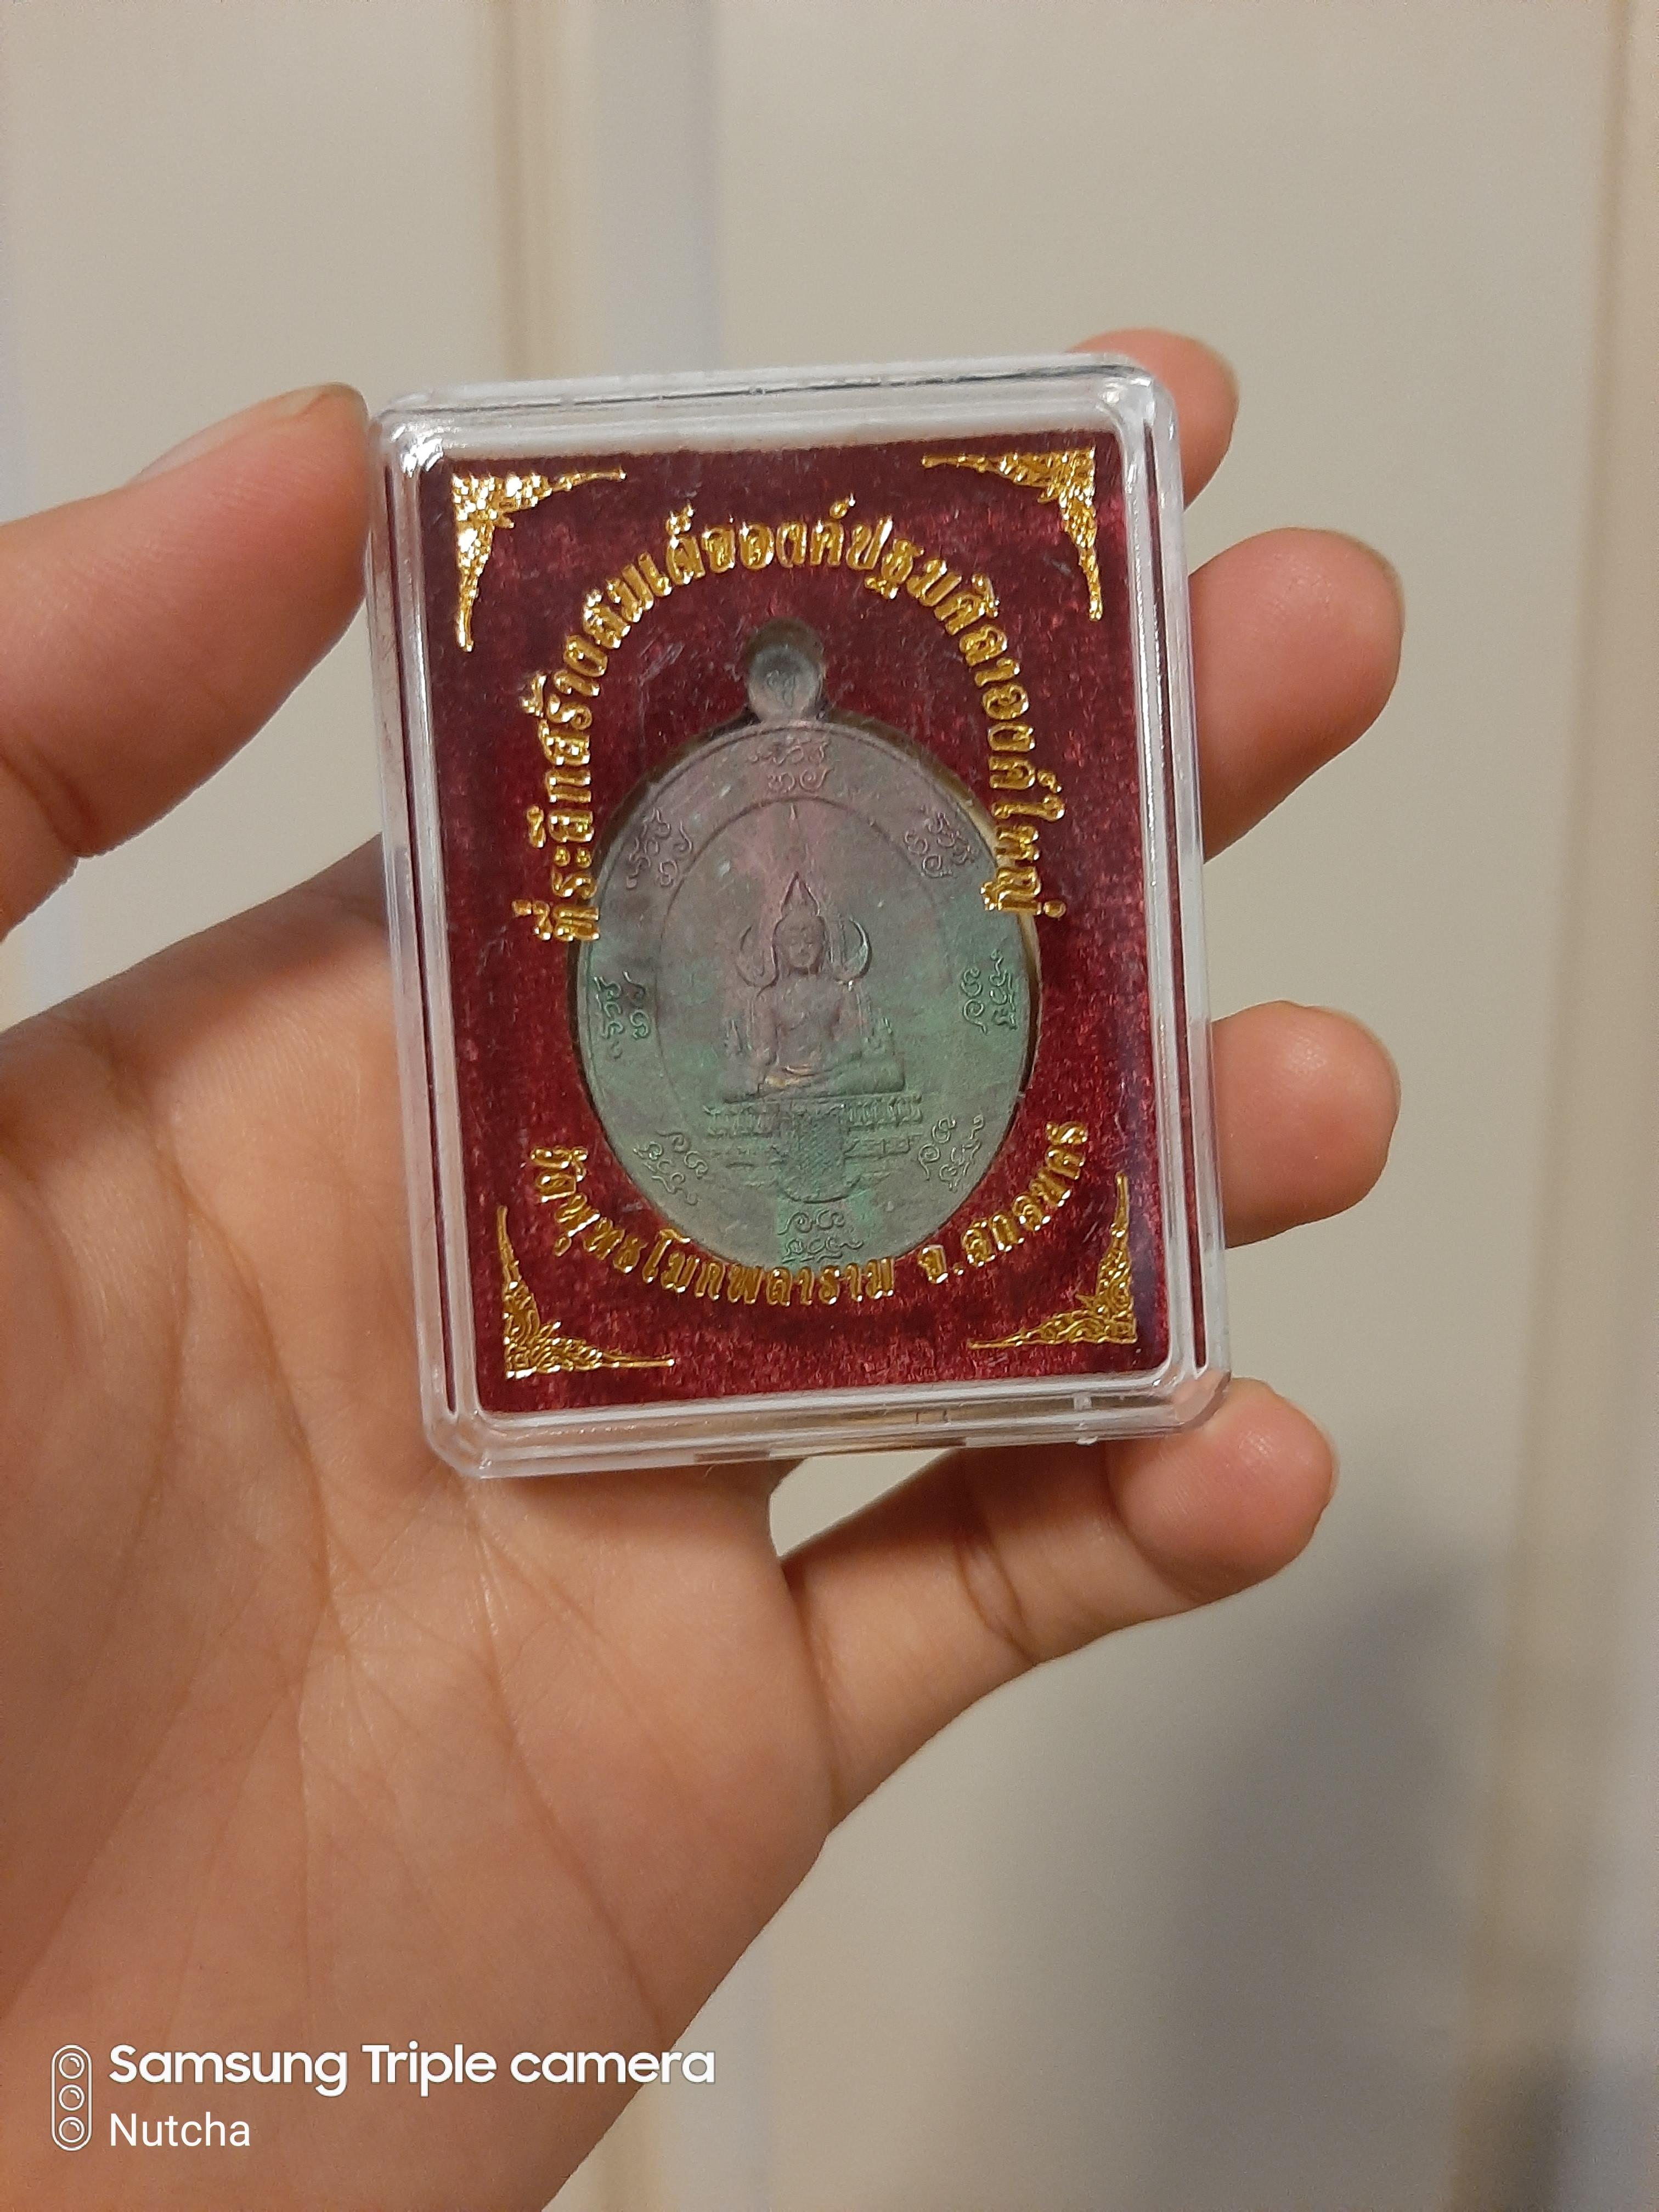 ที่ระลึกสร้างสมเด็จองค์ปฐมศิลาองค์ใหญ่
วัดพุทธโมกพลาราม จ.สกลนคร
Samsung Triple camera
Nutcha